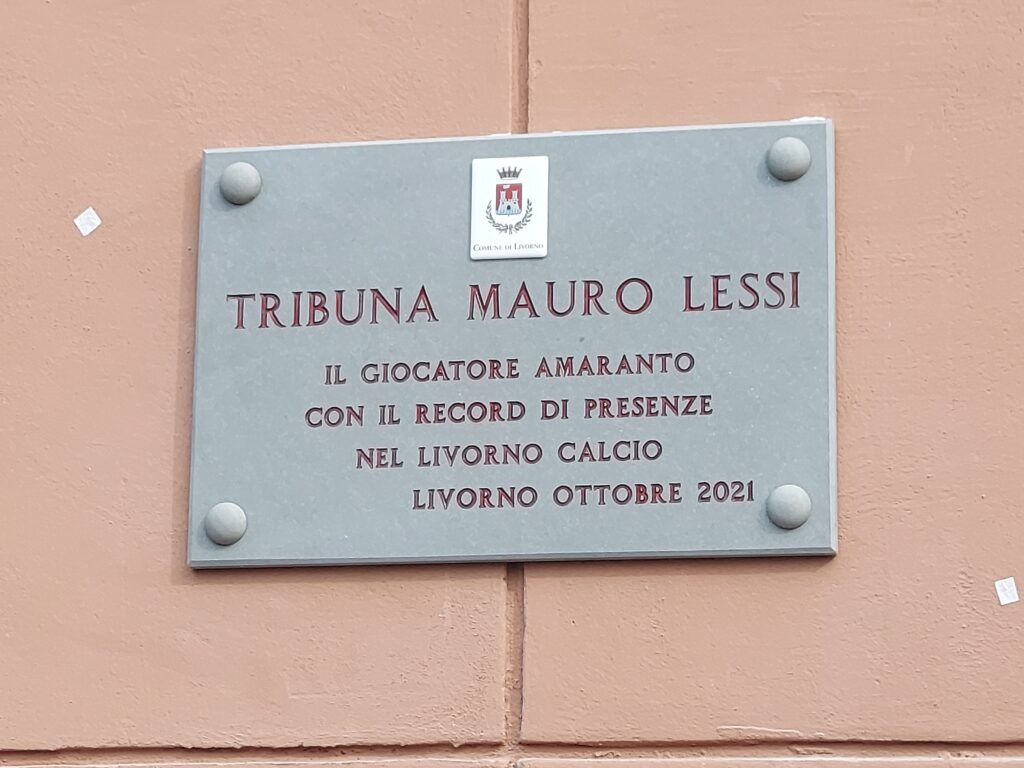 COMUNE DI LIVORNO
TRIBUNA MAURO LESSI
IL GIOCATORE AMARANTO
CON IL RECORD DI PRESENZE
NEL LIVORNO CALCIO
LIVORNO OTTOBRE 2021